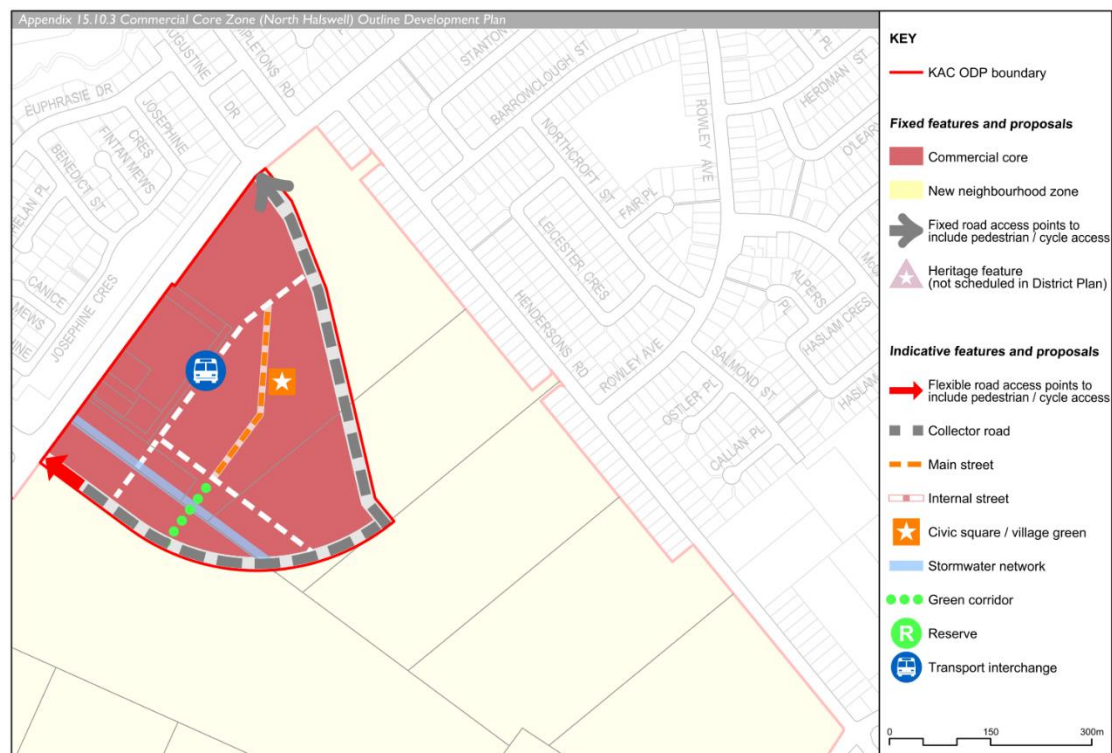 Appendix 15.10.3 Commercial Core Zone (North Halswell) Outline Development Plan
EUPHRASIE DR
AUGUSTINE
DR
JOSEPHINE
CRES
FINTAN MEWS
BENEDICT ST
CANICE
MEWS
JOSEPHINE CRES
RD
STANTON
BARROWCLOUGH ST
NORTHCROFT ST
FAIR PL
LEICESTER CRES
ROWLEY AVE
HENDERSONS RD
ROWLEY AVE
OSTLER PL
SALMOND ST
CALLAN PL
ALPERS
PL
HASLAM CRES
HASLAM
HERDMAN ST
PL
KEY
KAC ODP boundary
Fixed features and proposals
Commercial core
New neighbourhood zone
Fixed road access points to
include pedestrian / cycle access
Heritage feature
(not scheduled in District Plan)
Indicative features and proposals
Flexible road access points to
include pedestrian / cycle access
Collector road
Main street
Internal street
Civic square / village green
Stormwater network
Green corridor
R
Reserve
Transport interchange
0 150 300m